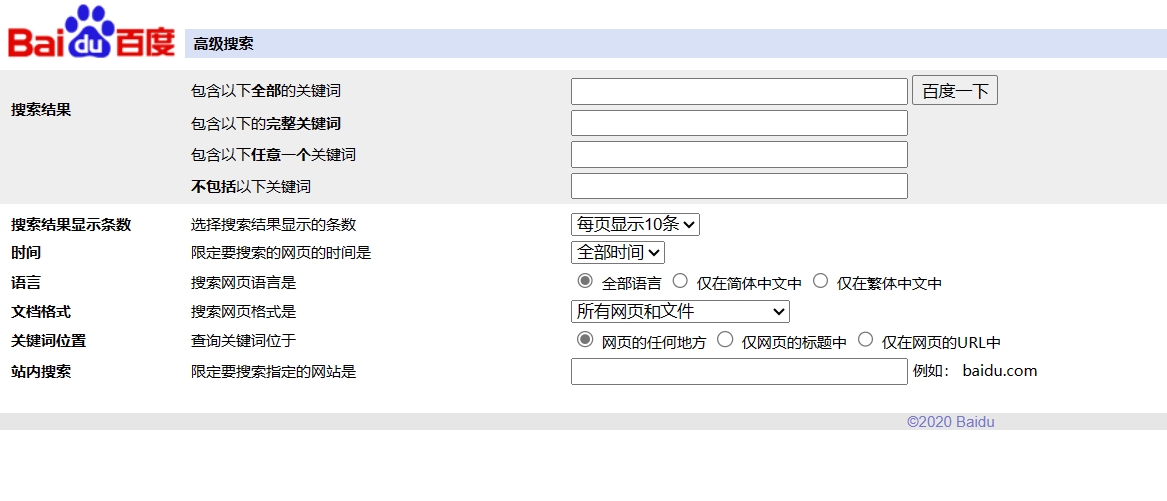 Baidu百度 高级搜索
搜索结果 包含以下全部的关键词 百度一下
包含以下的完整关键词
包含以下任意一个关键词
不包括以下关键词
搜索结果显示条数 选择搜索结果显示的条数 每页显示10条
时间 限定要搜索的网页的时间是 全部时间
语言 搜索网页语言是 全部语言 仅在简体中文中 仅在繁体中文中
文档格式 搜索网页格式是 所有网页和文件
关键词位置 查询关键词位于 网页的任何地方 仅网页的标题中 仅在网页的URL中
站内搜索 限定要搜索指定的网站是 例如： baidu.com
©2020 Baidu